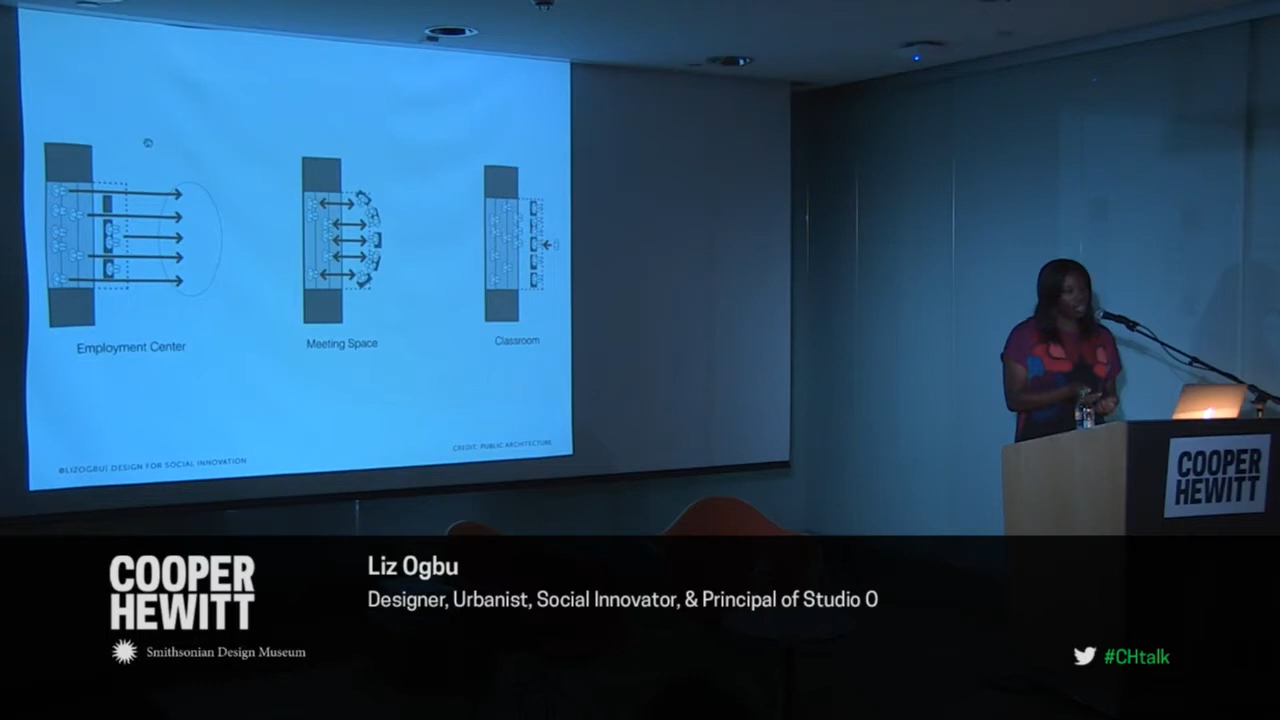 Employment Center
Meeting Space
Classroom
CREDIT: PUBLIC ARCHITECTURE
@LIZOGBU| DESIGN FOR SOCIAL INNOVATION
COOPER
HEWITT
COOPER
HEWITT
Smithsonian Design Museum
Liz Ogbu
Designer, Urbanist, Social Innovator, & Principal of Studio O
#CHtalk